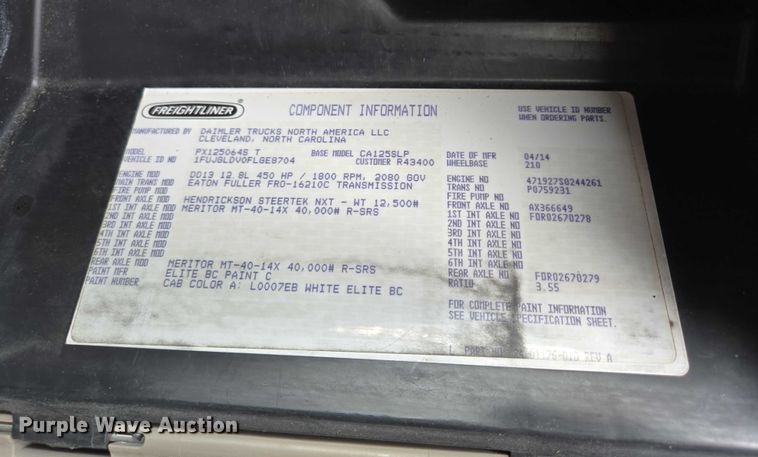 FREIGHTLINER
COMPONENT INFORMATION
USE VEHICLE ID NUMBER
WHEN ORDERING PARTS.
MANUFACTURED BY DAIMLER TRUCKS NORTH AMERICA LLC
CLEVELAND, NORTH CAROLINA
MODEL PX125064S T BASE MODEL CA125SLP DATE OF MFR 04/14
VEHICLE ID NUMBER 1FUJGLDV0FLGE8704 CUSTOMER R43400 WHEELBASE 210
ENGINE MOD DD13 12.8L 450 HP / 1800 RPM, 2080 GOV ENGINE NO 471927S0244261
MAIN TRANS MOD EATON FULLER FRO-16210C TRANSMISSION TRANS NO P0759231
FIRE PUMP MOD FIRE PUMP NO
FRONT AXLE MOD HENDRICKSON STEERTEK NXT - WT 12,500# FRONT AXLE NO AX366649
1ST INT AXLE MOD MERITOR MT-40-14X 40,000# R-SRS 1ST INT AXLE NO FDR02670278
2ND INT AXLE MOD 2ND INT AXLE NO
3RD INT AXLE MOD 3RD INT AXLE NO
4TH INT AXLE MOD 4TH INT AXLE NO
5TH INT AXLE MOD 5TH INT AXLE NO
6TH INT AXLE MOD 6TH INT AXLE NO
REAR AXLE MOD MERITOR MT-40-14X 40,000# R-SRS REAR AXLE NO FDR02670279
PAINT MFR ELITE BC PAINT C RATIO 3.55
PAINT NUMBER CAB COLOR A: L0007EB WHITE ELITE BC
FOR COMPLETE PAINT INFORMATION
SEE VEHICLE SPECIFICATION SHEET.
PART NO. REV A
Purple Wave Auction